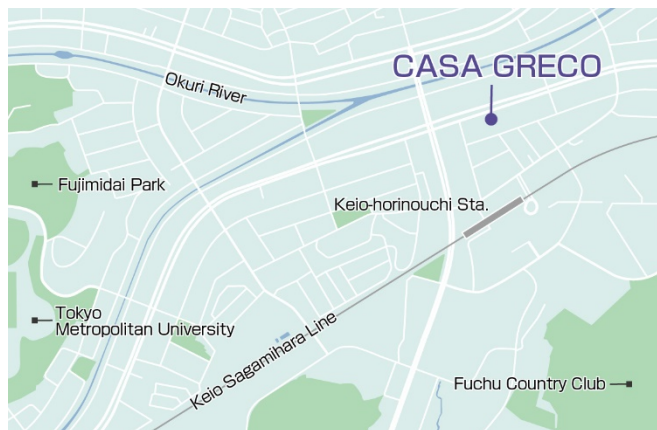 CASA GRECO
Okuri River
Fujimidai Park
Keio-horinouchi Sta.
Tokyo
Metropolitan University
Keio-Sagamihara Line
Fuchu Country Club